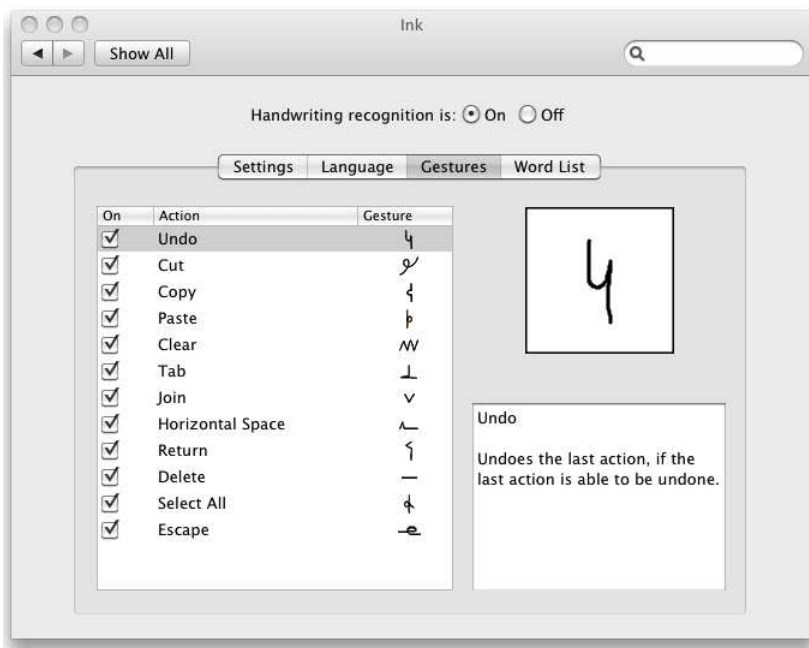 Ink
Show All
Handwriting recognition is: On Off
Settings Language Gestures Word List
On Action Gesture
Undo
Cut
Copy
Paste
Clear
Tab
Join
Horizontal Space
Return
Delete
Select All
Escape
Undo
Undoes the last action, if the
last action is able to be undone.